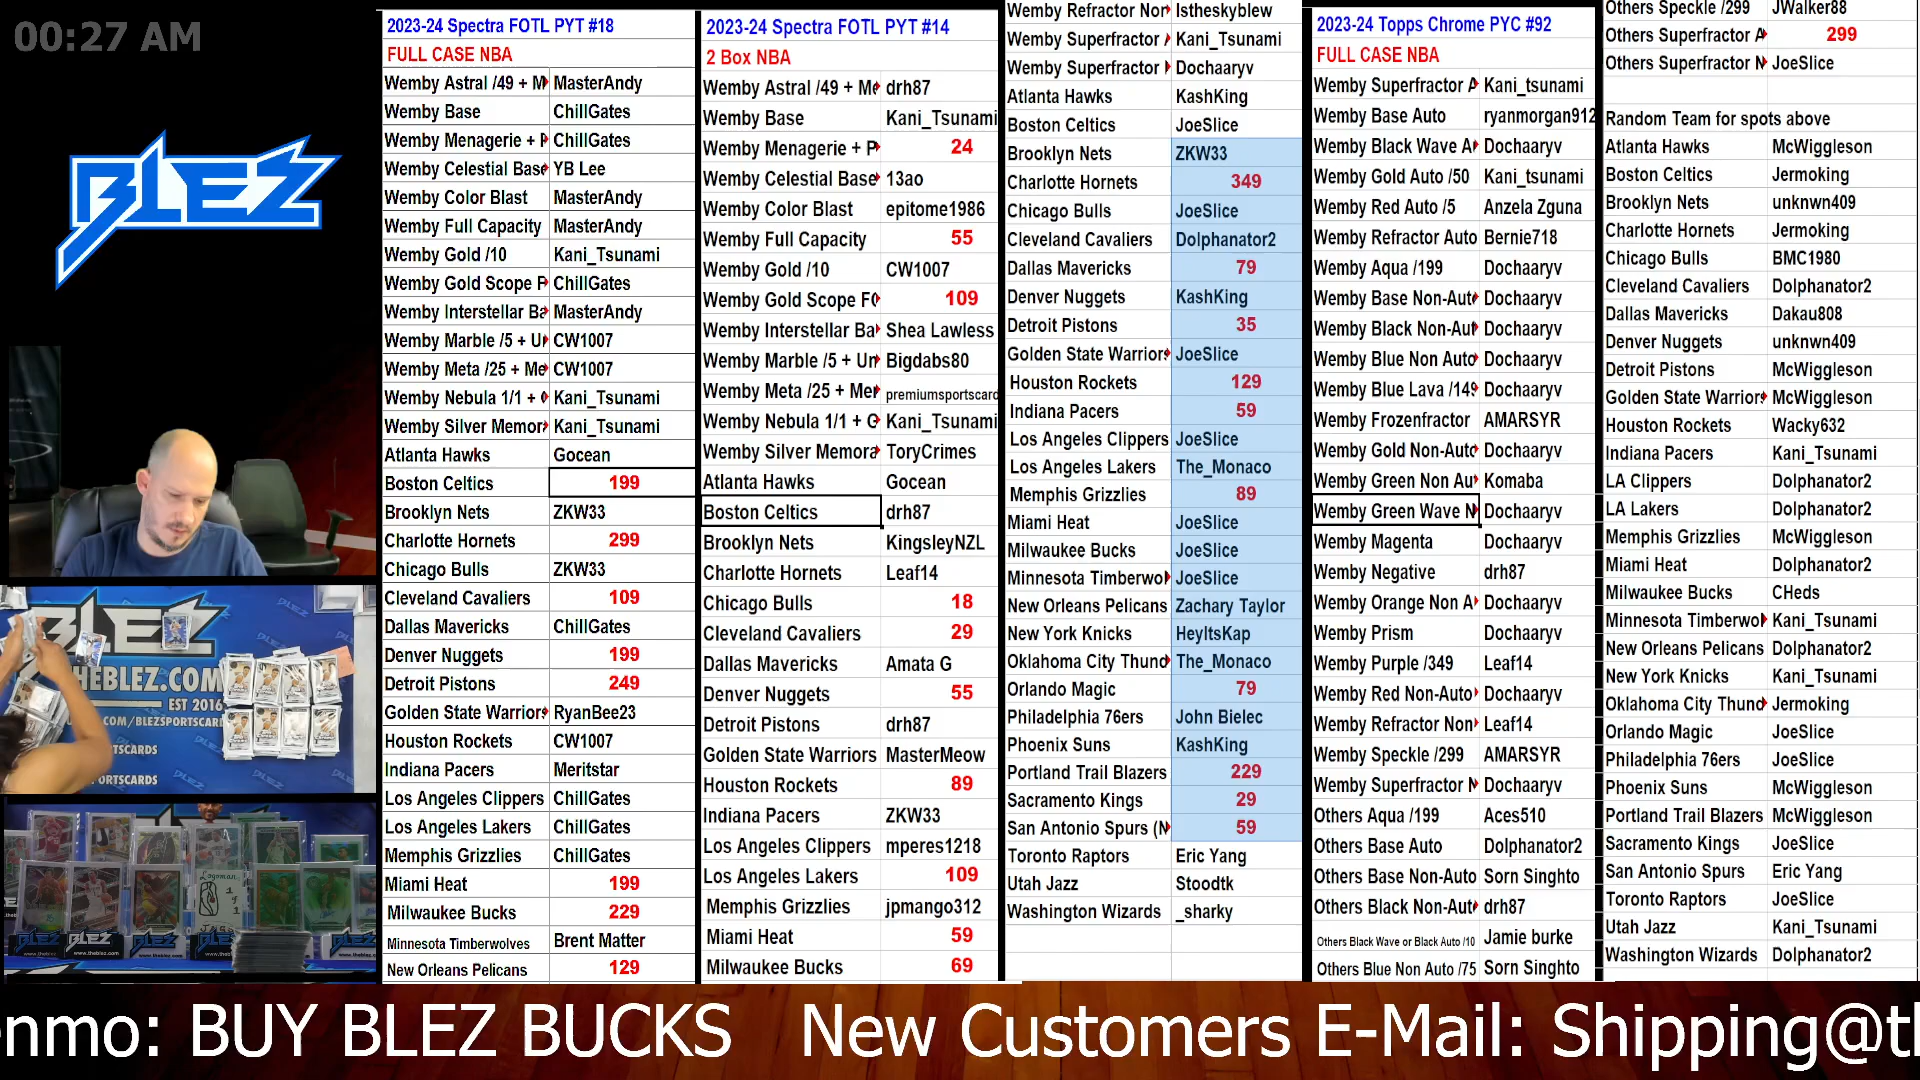 00:27 AM
BLEZ
2023-24 Spectra FOTL PYT #18
FULL CASE NBA
Wemby Astral /49 + M MasterAndy
Wemby Base ChillGates
Wemby Menagerie + P ChillGates
Wemby Celestial Base YB Lee
Wemby Color Blast MasterAndy
Wemby Full Capacity MasterAndy
Wemby Gold /10 Kani_Tsunami
Wemby Gold Scope F ChillGates
Wemby Interstellar Ba MasterAndy
Wemby Marble /5 + Ur CW1007
Wemby Meta /25 + Me CW1007
Wemby Nebula 1/1 + Kani_Tsunami
Wemby Silver Memor Kani_Tsunami
Atlanta Hawks Gocean
Boston Celtics 199
Brooklyn Nets ZKW33
Charlotte Hornets 299
Chicago Bulls ZKW33
Cleveland Cavaliers 109
Dallas Mavericks ChillGates
Denver Nuggets 199
Detroit Pistons 249
Golden State Warrior RyanBee23
Houston Rockets CW1007
Indiana Pacers Meritstar
Los Angeles Clippers ChillGates
Los Angeles Lakers ChillGates
Memphis Grizzlies ChillGates
Miami Heat 199
Milwaukee Bucks 229
Minnesota Timberwolves Brent Matter
New Orleans Pelicans 129
2023-24 Spectra FOTL PYT #14
2 Box NBA
Wemby Astral /49 + Me drh87
Wemby Base Kani_Tsunami
Wemby Menagerie + P 24
Wemby Celestial Base 13ao
Wemby Color Blast epitome1986
Wemby Full Capacity 55
Wemby Gold /10 CW1007
Wemby Gold Scope F 109
Wemby Interstellar Ba Shea Lawless
Wemby Marble /5 + Ur Bigdabs80
Wemby Meta /25 + Mer premiumsportscard
Wemby Nebula 1/1 + Kani_Tsunami
Wemby Silver Memora ToryCrimes
Atlanta Hawks Gocean
Boston Celtics drh87
Brooklyn Nets KingsleyNZL
Charlotte Hornets Leaf14
Chicago Bulls 18
Cleveland Cavaliers 29
Dallas Mavericks Amata G
Denver Nuggets 55
Detroit Pistons drh87
Golden State Warriors MasterMeow
Houston Rockets 89
Indiana Pacers ZKW33
Los Angeles Clippers mperes1218
Los Angeles Lakers 109
Memphis Grizzlies jpmango312
Miami Heat 59
Milwaukee Bucks 69
Wemby Refractor Nor Istheskyblew
Wemby Superfractor Kani_Tsunami
Wemby Superfractor Dochaaryv
Atlanta Hawks KashKing
Boston Celtics JoeSlice
Brooklyn Nets ZKW33
Charlotte Hornets 349
Chicago Bulls JoeSlice
Cleveland Cavaliers Dolphanator2
Dallas Mavericks 79
Denver Nuggets KashKing
Detroit Pistons 35
Golden State Warrior JoeSlice
Houston Rockets 129
Indiana Pacers 59
Los Angeles Clippers JoeSlice
Los Angeles Lakers The_Monaco
Memphis Grizzlies 89
Miami Heat JoeSlice
Milwaukee Bucks JoeSlice
Minnesota Timberwol JoeSlice
New Orleans Pelicans Zachary Taylor
New York Knicks HeyItsKap
Oklahoma City Thund The_Monaco
Orlando Magic 79
Philadelphia 76ers John Bielec
Phoenix Suns KashKing
Portland Trail Blazers 229
Sacramento Kings 29
San Antonio Spurs (N 59
Toronto Raptors Eric Yang
Utah Jazz Stoodtk
Washington Wizards _sharky
2023-24 Topps Chrome PYC #92
FULL CASE NBA
Wemby Superfractor A Kani_tsunami
Wemby Base Auto ryanmorgan912
Wemby Black Wave A Dochaaryv
Wemby Gold Auto /50 Kani_tsunami
Wemby Red Auto /5 Anzela Zguna
Wemby Refractor Auto Bernie718
Wemby Aqua /199 Dochaaryv
Wemby Base Non-Aut Dochaaryv
Wemby Black Non-Aut Dochaaryv
Wemby Blue Non Auto Dochaaryv
Wemby Blue Lava /149 Dochaaryv
Wemby Frozenfractor AMARSYR
Wemby Gold Non-Auto Dochaaryv
Wemby Green Non Au Komaba
Wemby Green Wave N Dochaaryv
Wemby Magenta Dochaaryv
Wemby Negative drh87
Wemby Orange Non A Dochaaryv
Wemby Prism Dochaaryv
Wemby Purple /349 Leaf14
Wemby Red Non-Auto Dochaaryv
Wemby Refractor Non Leaf14
Wemby Speckle /299 AMARSYR
Wemby Superfractor N Dochaaryv
Others Aqua /199 Aces510
Others Base Auto Dolphanator2
Others Base Non-Auto Sorn Singhto
Others Black Non-Aut drh87
Others Black Wave or Black Auto /10 Jamie burke
Others Blue Non Auto /75 Sorn Singhto
Others Speckle /299 JWalker88
Others Superfractor A 299
Others Superfractor N JoeSlice
Random Team for spots above
Atlanta Hawks McWiggleson
Boston Celtics Jermoking
Brooklyn Nets unknwn409
Charlotte Hornets Jermoking
Chicago Bulls BMC1980
Cleveland Cavaliers Dolphanator2
Dallas Mavericks Dakau808
Denver Nuggets unknwn409
Detroit Pistons McWiggleson
Golden State Warrior McWiggleson
Houston Rockets Wacky632
Indiana Pacers Kani_Tsunami
LA Clippers Dolphanator2
LA Lakers Dolphanator2
Memphis Grizzlies McWiggleson
Miami Heat Dolphanator2
Milwaukee Bucks CHeds
Minnesota Timberwol Kani_Tsunami
New Orleans Pelicans Dolphanator2
New York Knicks Kani_Tsunami
Oklahoma City Thund Jermoking
Orlando Magic JoeSlice
Philadelphia 76ers JoeSlice
Phoenix Suns McWiggleson
Portland Trail Blazers McWiggleson
Sacramento Kings JoeSlice
San Antonio Spurs Eric Yang
Toronto Raptors JoeSlice
Utah Jazz Kani_Tsunami
Washington Wizards Dolphanator2
BLEZ
HEBLEZ.COM
EST 2016
.COM/BLEZSPORTSCAR
TSCARDS
ORTSCARDS
Logoman
BLEZ BLEZ BLEZ BLEZ
enmo: BUY BLEZ BUCKS New Customers E-Mail: Shipping@t